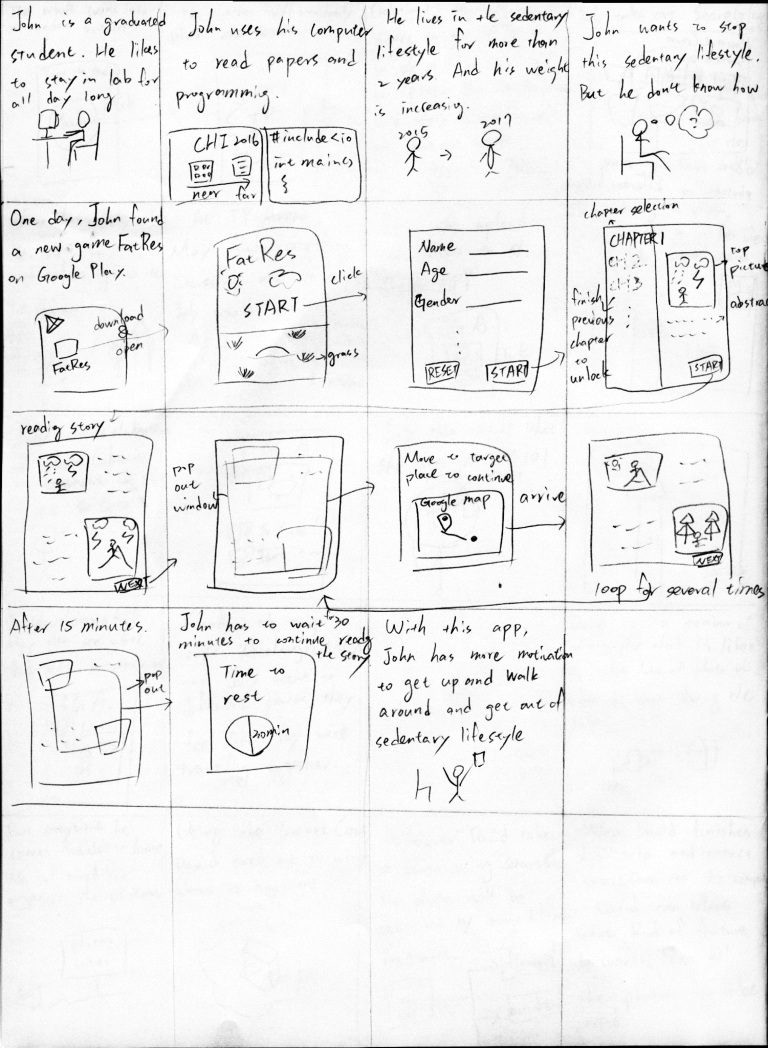 John is a graduated
student. He likes
to stay in lab for
all day long
John uses his computer
to read papers and
programming.
CHI 2016
near far
#include<io
int main()
{
He lives in the sedentary
lifestyle for more than
2 years. And his weight
is increasing.
2015
2017
John wants to stop
this sedentary lifestyle.
But he don't know how
?
One day, John found
a new game FatRes
on Google Play.
FatRes
download
&
open
FatRes
START
click
grass
Name
Age
Gender
RESET
START
chapter selection
CHAPTER 1
CH 2
CH 3
finish
previous
chapter
to
unlock
top
picture
abstract
START
reading story
NEXT
pop
out
window
Move to target
place to continue
Google map
arrive
NEXT
loop for several times
After 15 minutes.
pop
out
John has to wait for 30
minutes to continue
the story
Time to
rest
30min
With this app,
John has more motivation
to get up and walk
around and get out of
sedentary lifestyle